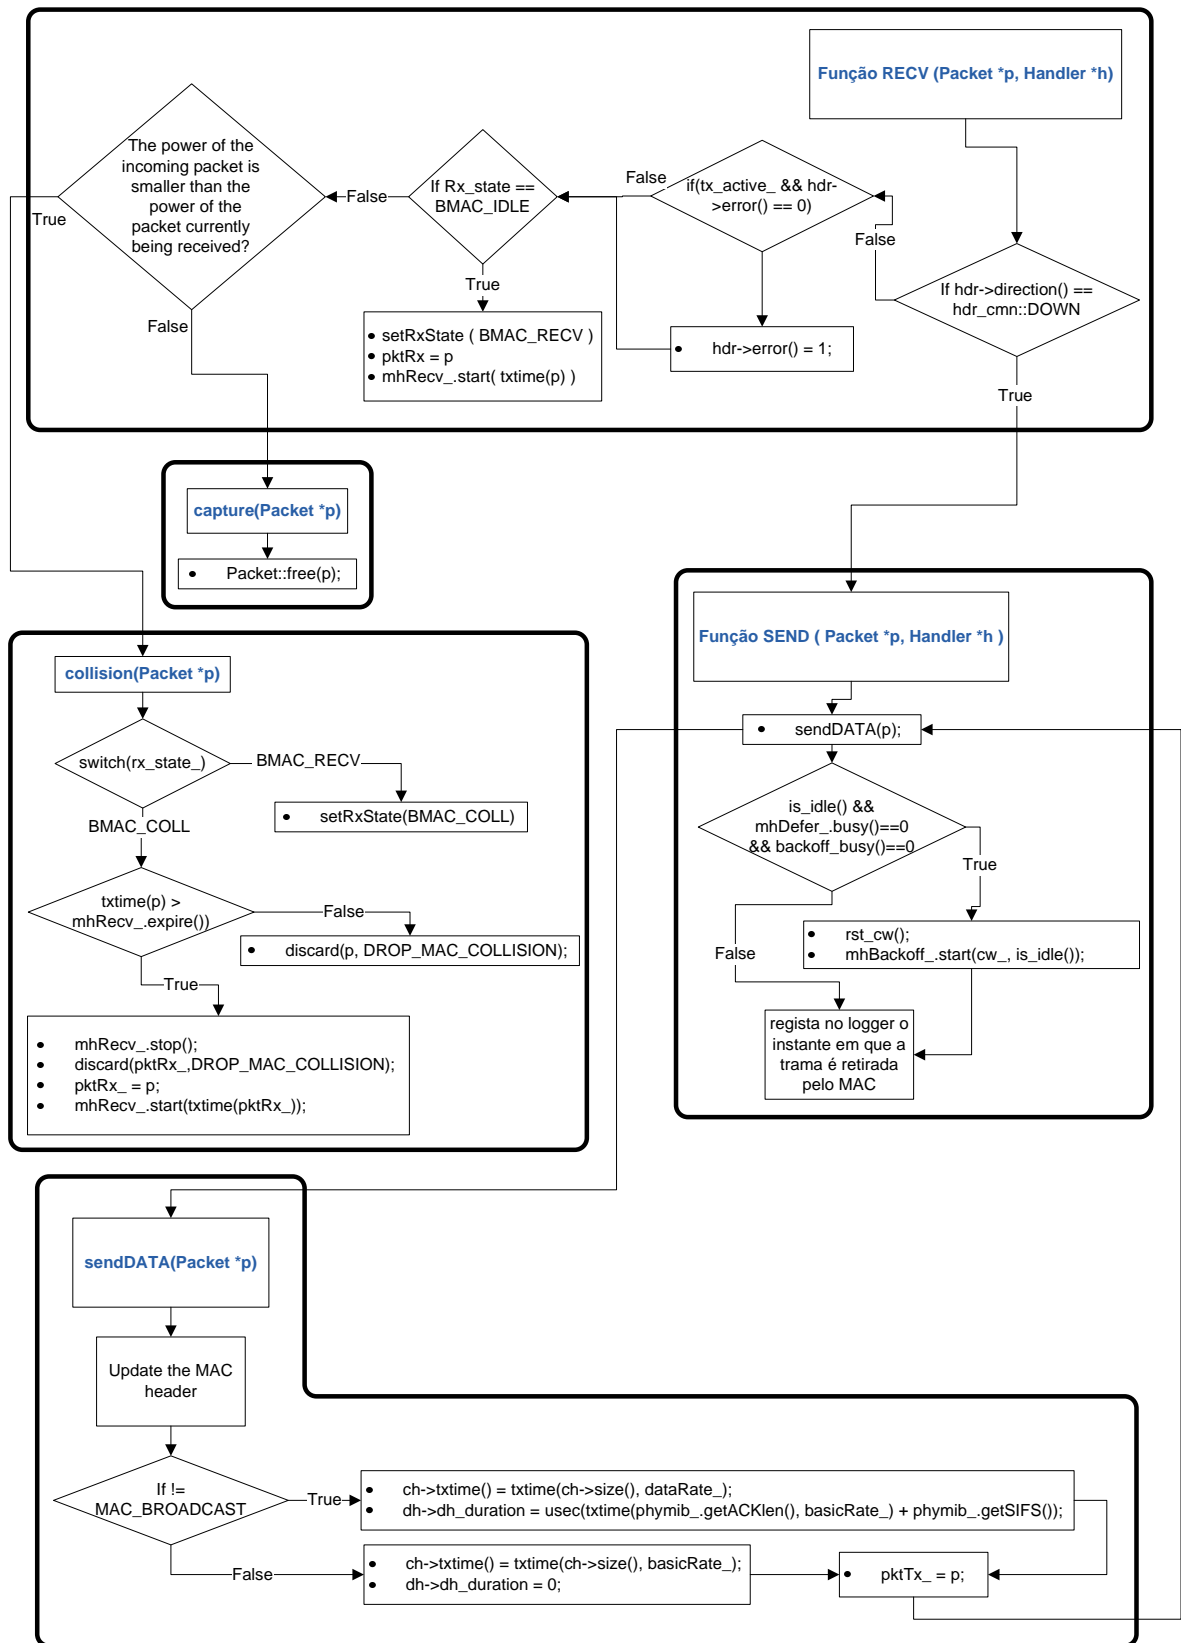 Função RECV (Packet *p, Handler *h)
The power of the
incoming packet is
smaller than the
power of the
packet currently
being received?
True
False
False
If Rx_state ==
BMAC_IDLE
True
False
if(tx_active_ && hdr-
>error() == 0)
False
If hdr->direction() ==
hdr_cmn::DOWN
True
• setRxState ( BMAC_RECV )
• pktRx = p
• mhRecv_.start( txtime(p) )
• hdr->error() = 1;
capture(Packet *p)
• Packet::free(p);
collision(Packet *p)
switch(rx_state_)
BMAC_RECV
• setRxState(BMAC_COLL)
BMAC_COLL
txtime(p) >
mhRecv_.expire())
False
• discard(p, DROP_MAC_COLLISION);
True
• mhRecv_.stop();
• discard(pktRx_,DROP_MAC_COLLISION);
• pktRx_ = p;
• mhRecv_.start(txtime(pktRx_));
Função SEND ( Packet *p, Handler *h )
• sendDATA(p);
is_idle() &&
mhDefer_.busy()==0
&& backoff_busy()==0
True
• rst_cw();
• mhBackoff_.start(cw_, is_idle());
False
regista no logger o
instante em que a
trama é retirada
pelo MAC
sendDATA(Packet *p)
Update the MAC
header
If !=
MAC_BROADCAST
True
• ch->txtime() = txtime(ch->size(), dataRate_);
• dh->dh_duration = usec(txtime(phymib_.getACKlen(), basicRate_) + phymib_.getSIFS());
False
• ch->txtime() = txtime(ch->size(), basicRate_);
• dh->dh_duration = 0;
• pktTx_ = p;